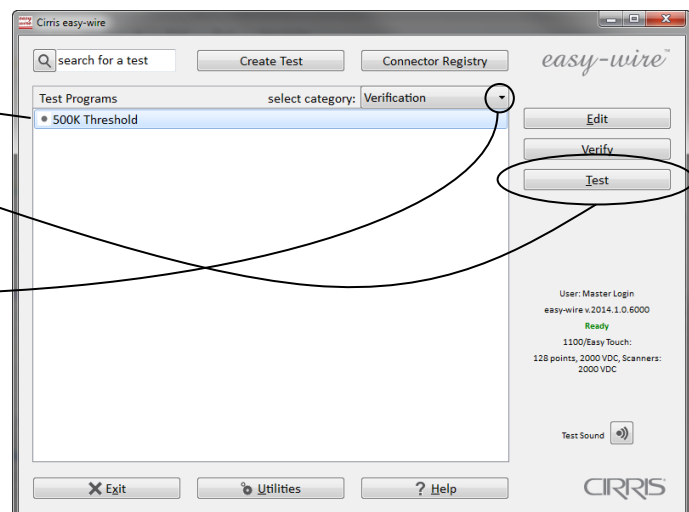 easy wire Cirris easy-wire
search for a test Create Test Connector Registry easy-wire™
Test Programs select category: Verification
500K Threshold
Edit
Verify
Test
User: Master Login
easy-wire v.2014.1.0.6000
Ready
1100/Easy Touch:
128 points, 2000 VDC, Scanners:
2000 VDC
Test Sound
Exit Utilities ? Help
CIRRIS